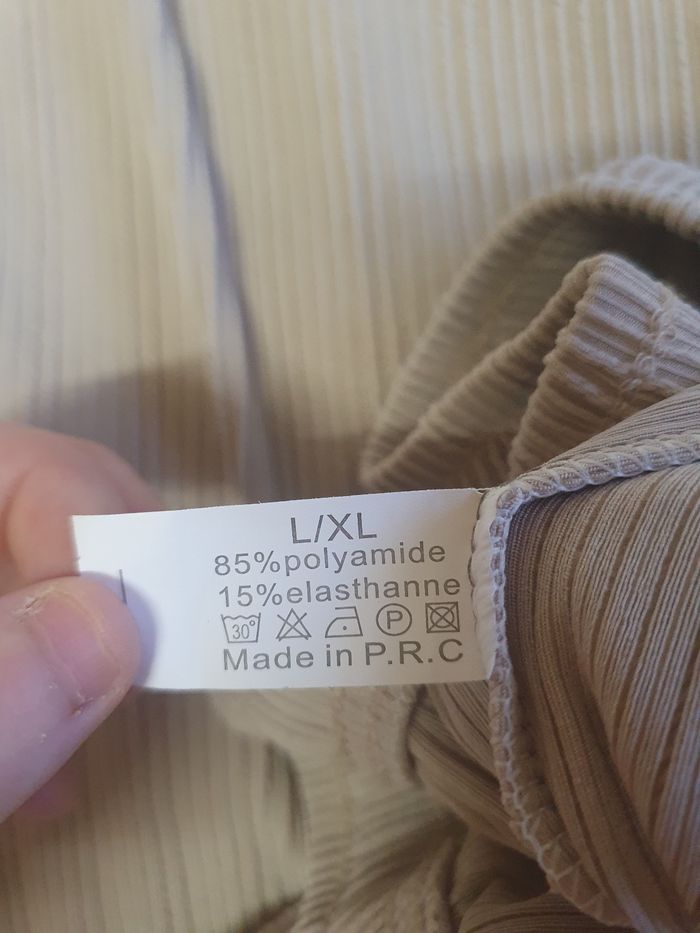 L/XL
85%polyamide
15%elasthanne
30° P
Made in P.R.C